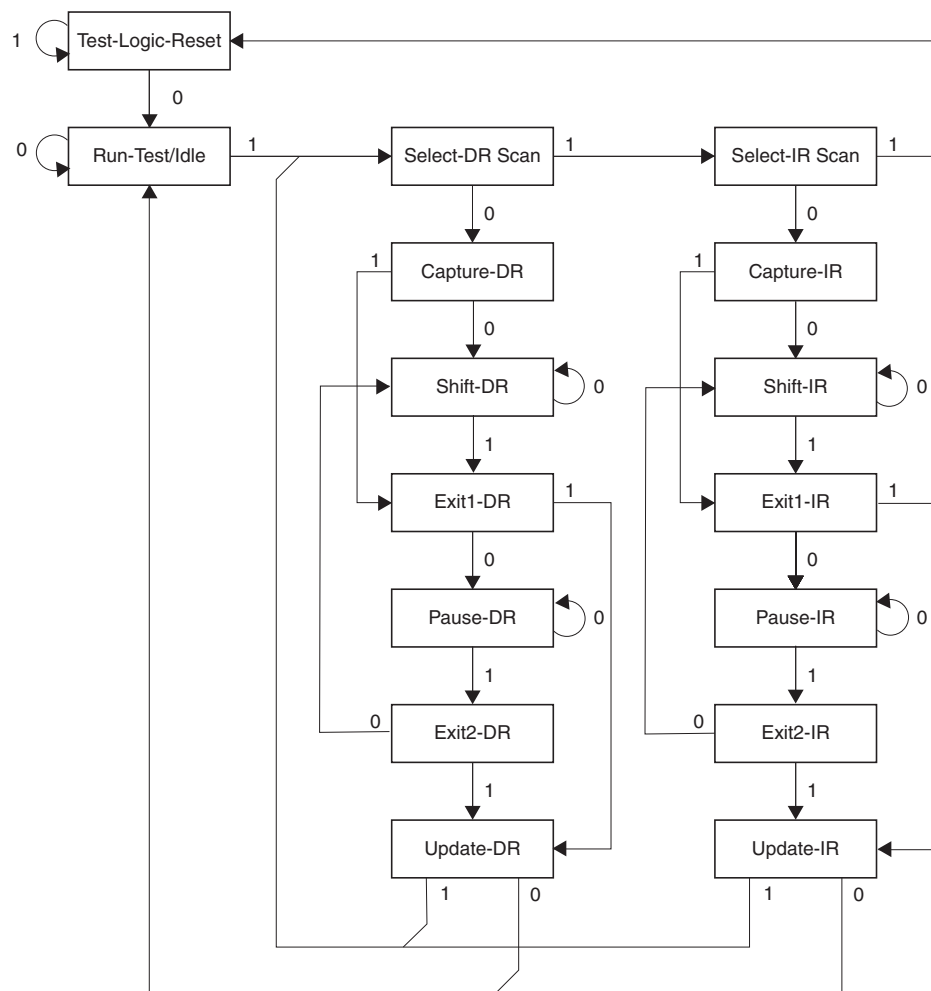 1 Test-Logic-Reset
0
0 Run-Test/Idle 1 Select-DR Scan 1 Select-IR Scan 1
0 0
1 Capture-DR 1 Capture-IR
0 0
Shift-DR 0 Shift-IR 0
1 1
Exit1-DR 1 Exit1-IR 1
0 0
Pause-DR 0 Pause-IR 0
1 1
0 Exit2-DR 0 Exit2-IR
1 1
Update-DR Update-IR
1 0 1 0